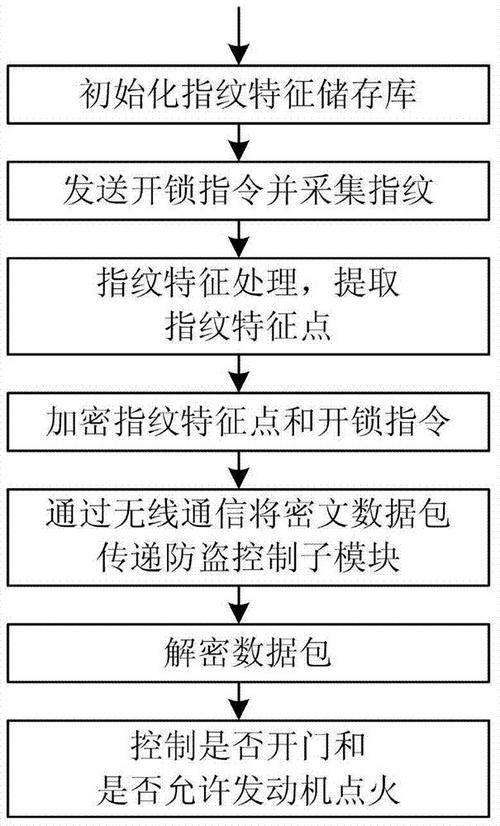 初始化指纹特征储存库
发送开锁指令并采集指纹
指纹特征处理，提取
指纹特征点
加密指纹特征点和开锁指令
通过无线通信将密文数据包
传递防盗控制子模块
解密数据包
控制是否开门和
是否允许发动机点火